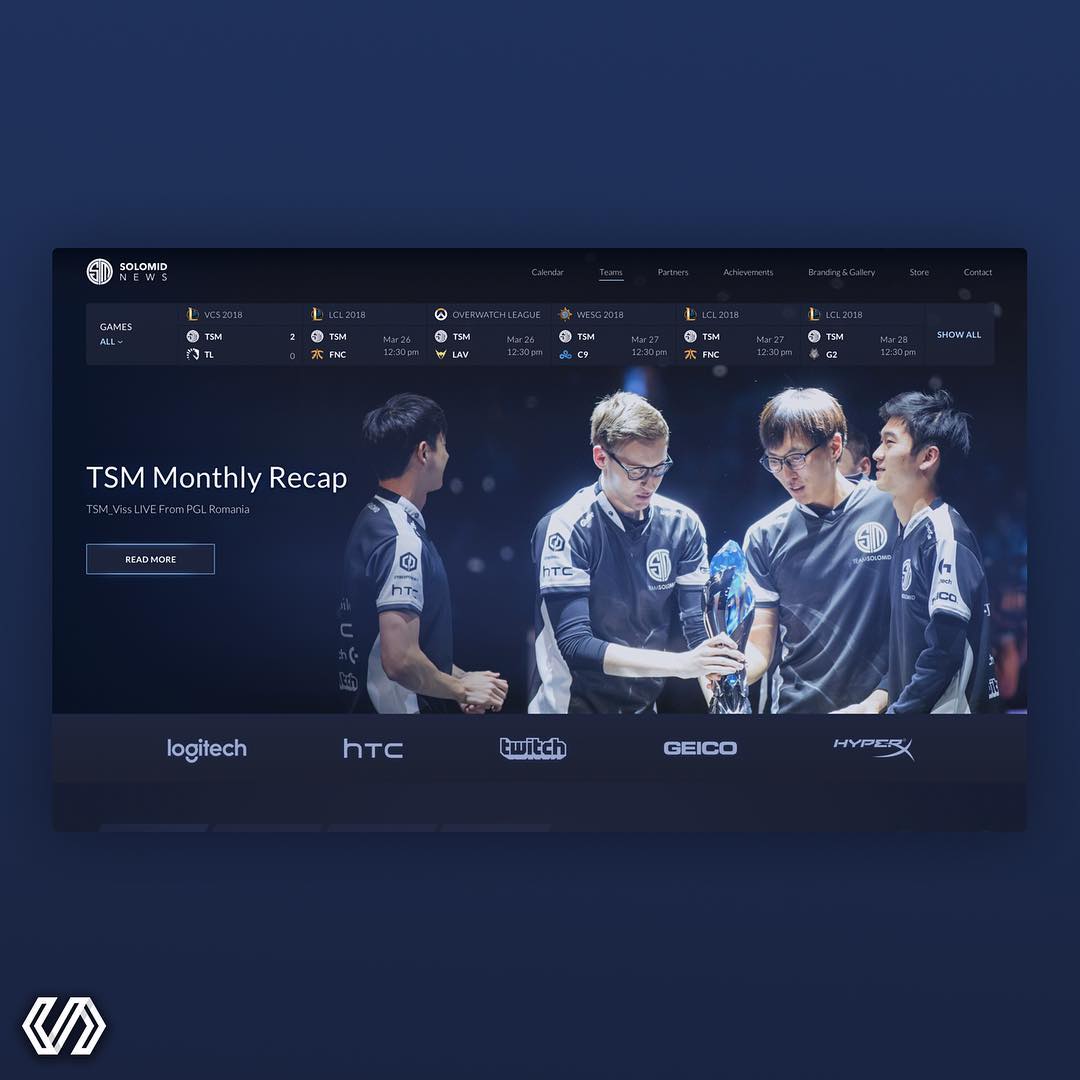 SOLOMID
NEWS
Calendar
Teams
Partners
Achievements
Branding & Gallery
Store
Contact
GAMES
ALL
VCS 2018
TSM 2
TL 0
LCL 2018
TSM
FNC
Mar 26
12:30 pm
OVERWATCH LEAGUE
TSM
LAV
Mar 26
12:30 pm
WESG 2018
TSM
C9
Mar 27
12:30 pm
LCL 2018
TSM
FNC
Mar 27
12:30 pm
LCL 2018
TSM
G2
Mar 28
12:30 pm
SHOW ALL
TSM Monthly Recap
TSM_Viss LIVE From PGL Romania
READ MORE
hTC
hTC
TEAMSOLOMID
TEAMSOLOMID
logitech
hTC
twitch
GEICO
HYPERX